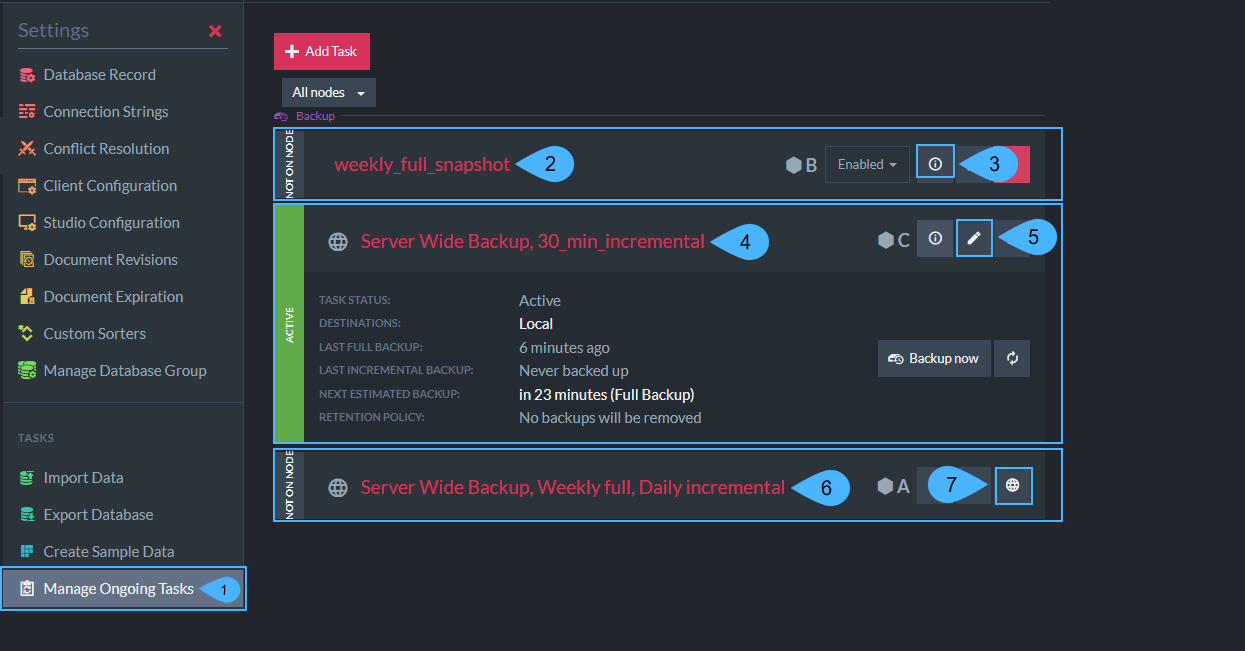 Settings
Database Record
Connection Strings
Conflict Resolution
Client Configuration
Studio Configuration
Document Revisions
Document Expiration
Custom Sorters
Manage Database Group
TASKS
Import Data
Export Database
Create Sample Data
Manage Ongoing Tasks 1
Add Task
All nodes
Backup
NOT ON NODE
weekly_full_snapshot 2
B Enabled 3
ACTIVE
Server Wide Backup, 30_min_incremental 4
C 5
TASK STATUS: Active
DESTINATIONS: Local
LAST FULL BACKUP: 6 minutes ago
LAST INCREMENTAL BACKUP: Never backed up
NEXT ESTIMATED BACKUP: in 23 minutes (Full Backup)
RETENTION POLICY: No backups will be removed
Backup now
NOT ON NODE
Server Wide Backup, Weekly full, Daily incremental 6
A 7